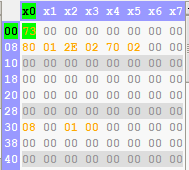 x0 x1 x2 x3 x4 x5 x6 x7
00 73 00 00 00 00 00 00 00
08 80 01 2E 02 70 02 00 00
10 00 00 00 00 00 00 00 00
18 00 00 00 00 00 00 00 00
20 00 00 00 00 00 00 00 00
28 00 00 00 00 00 00 00 00
30 08 00 01 00 00 00 00 00
38 00 00 00 00 00 00 00 00
40 00 00 00 00 00 00 00 00